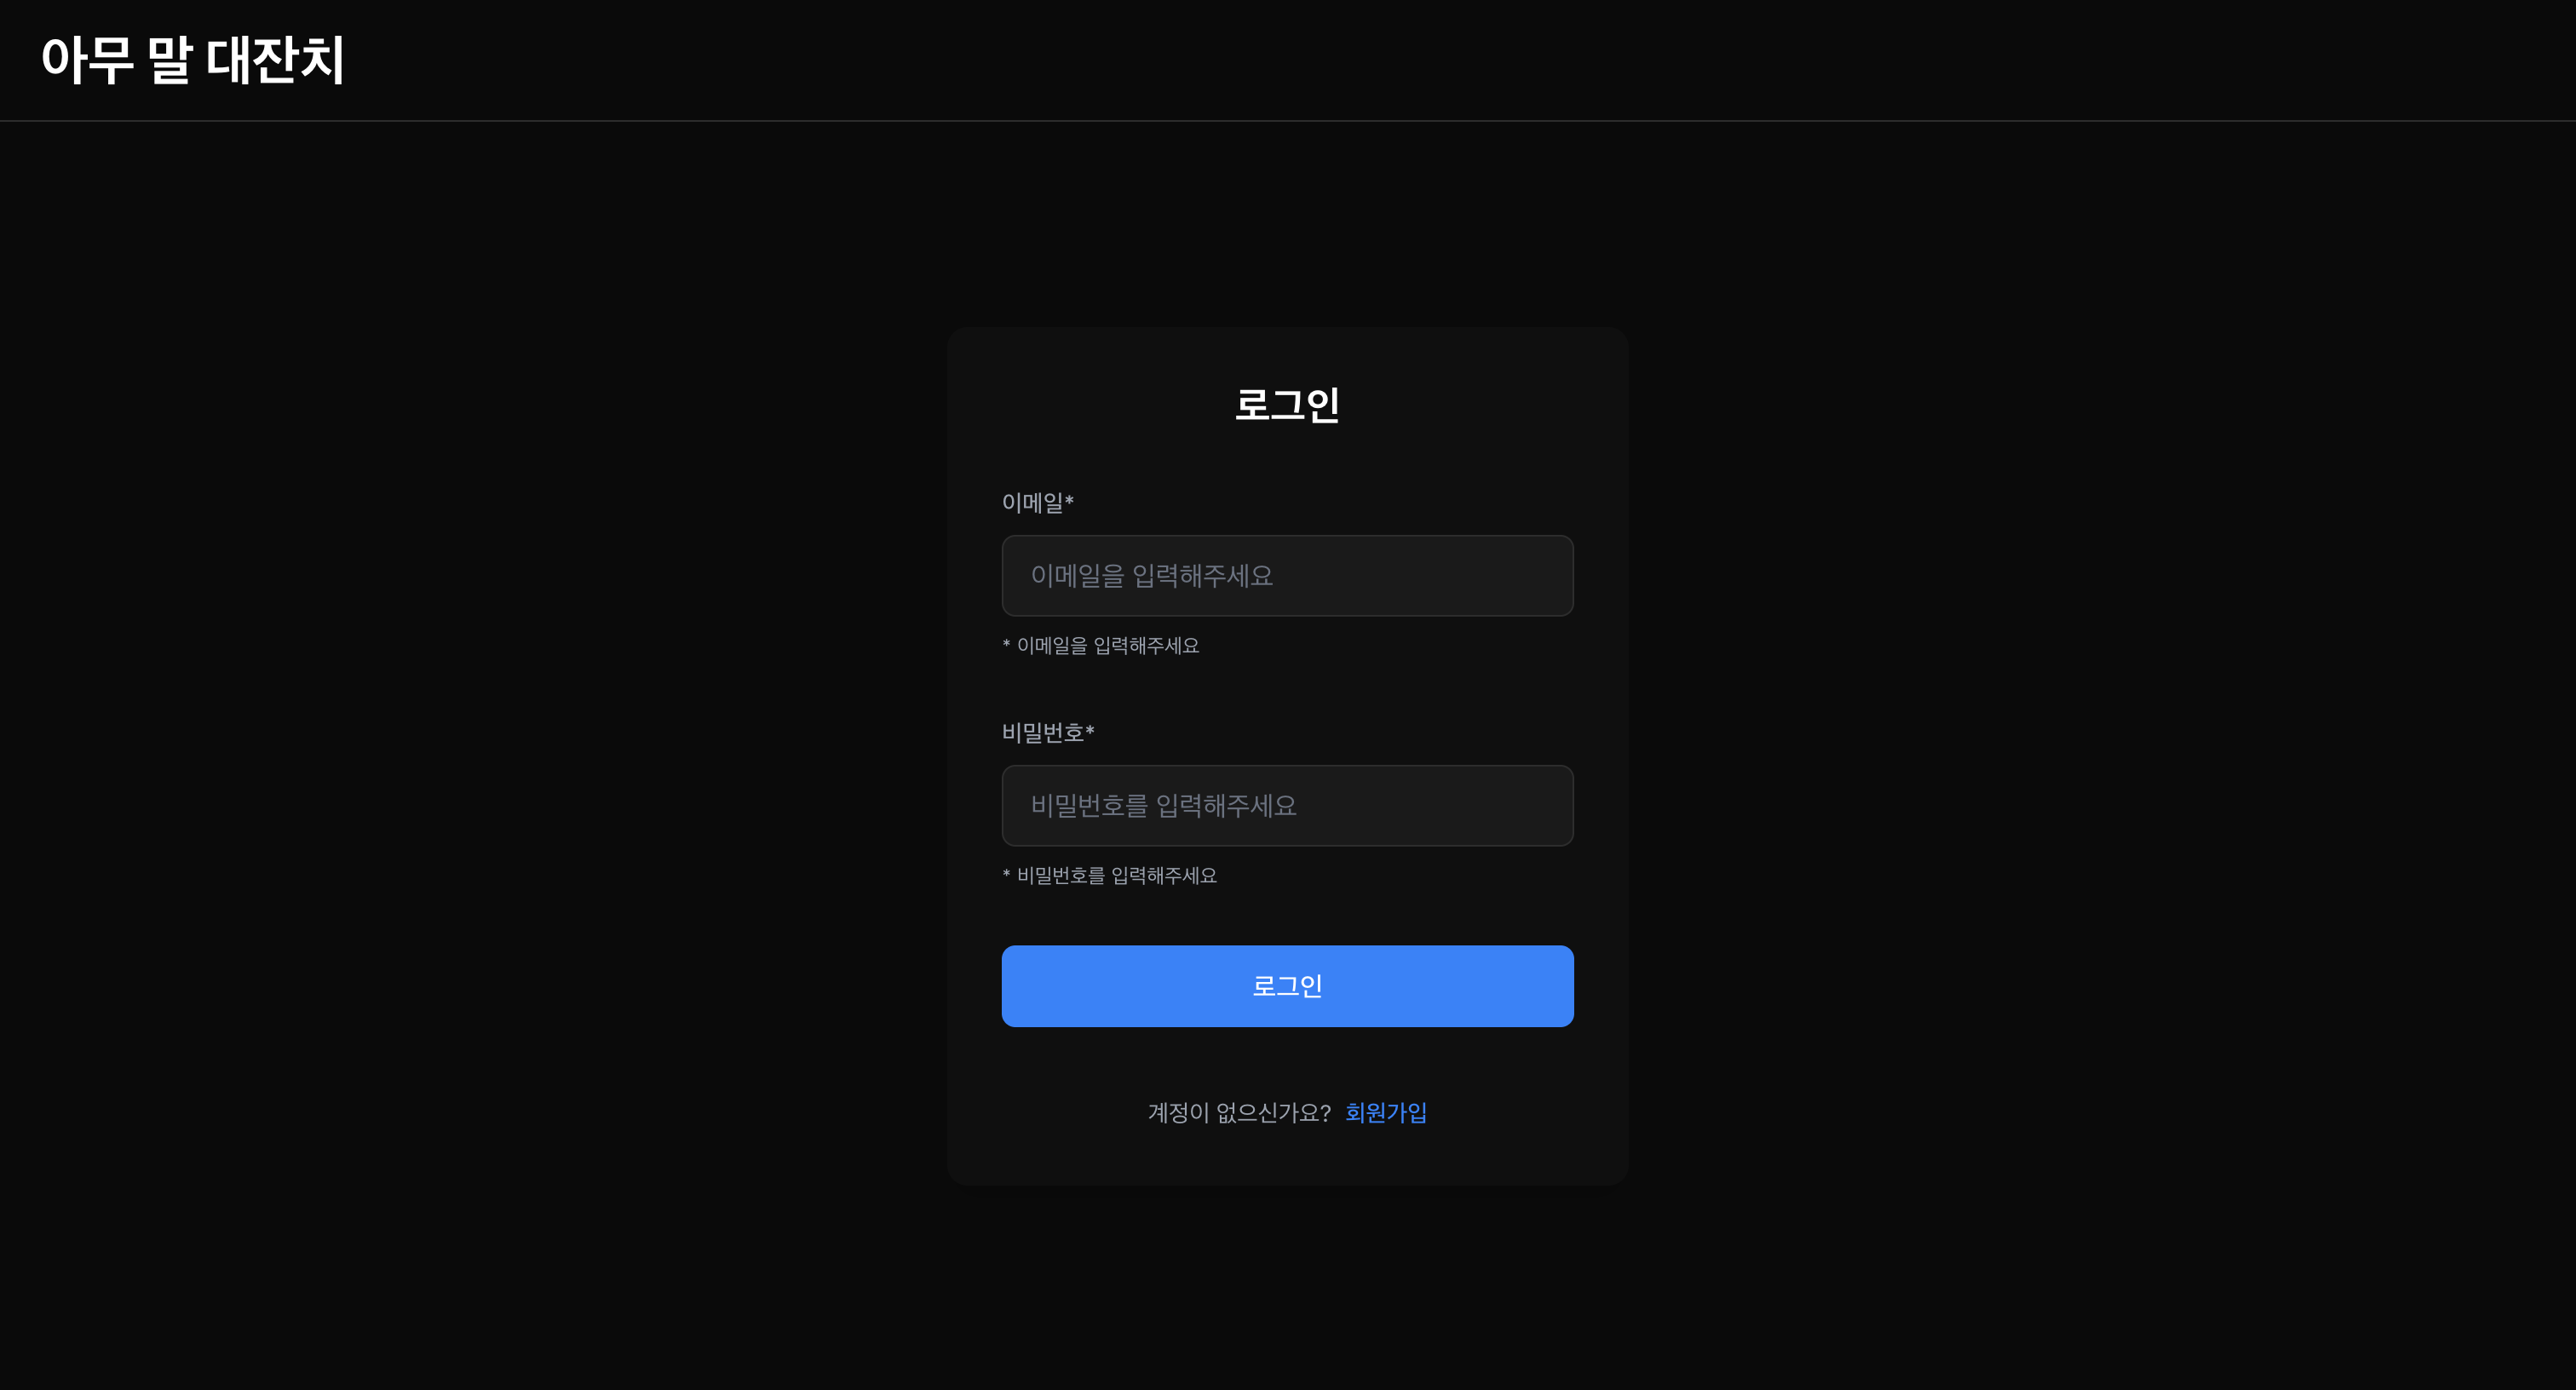 아무 말 대잔치
로그인
이메일*
이메일을 입력해주세요
* 이메일을 입력해주세요
비밀번호*
비밀번호를 입력해주세요
* 비밀번호를 입력해주세요
로그인
계정이 없으신가요? 회원가입